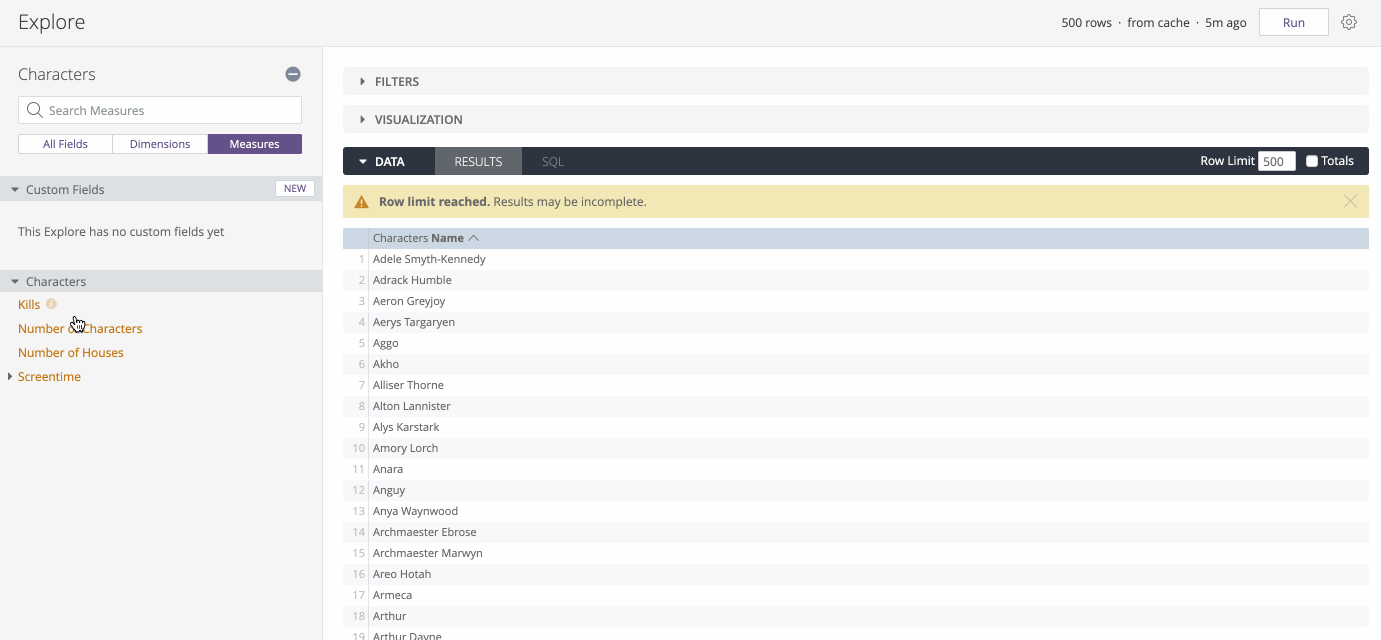 Explore
500 rows · from cache · 5m ago
Run
Characters
Search Measures
All Fields
Dimensions
Measures
Custom Fields
NEW
This Explore has no custom fields yet
Characters
Kills
Number of Characters
Number of Houses
Screentime
FILTERS
VISUALIZATION
DATA
RESULTS
SQL
Row Limit 500
Totals
Row limit reached. Results may be incomplete.
Characters Name
1 Adele Smyth-Kennedy
2 Adrack Humble
3 Aeron Greyjoy
4 Aerys Targaryen
5 Aggo
6 Akho
7 Alliser Thorne
8 Alton Lannister
9 Alys Karstark
10 Amory Lorch
11 Anara
12 Anguy
13 Anya Waynwood
14 Archmaester Ebrose
15 Archmaester Marwyn
16 Areo Hotah
17 Armeca
18 Arthur
19 Arthur Dayne